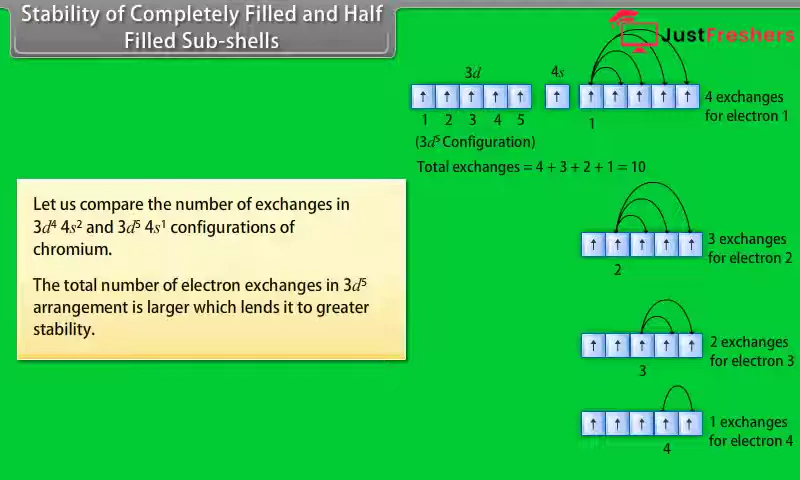 Stability of Completely Filled and Half
Filled Sub-shells
JustFreshers
3d 4s
↑ ↑ ↑ ↑ ↑ ↑ ↑ ↑ ↑ ↑ ↑
1 2 3 4 5
1
4 exchanges
for electron 1
(3d⁵ Configuration)
Total exchanges = 4 + 3 + 2 + 1 = 10
Let us compare the number of exchanges in
3d⁴ 4s² and 3d⁵ 4s¹ configurations of
chromium.
The total number of electron exchanges in 3d⁵
arrangement is larger which lends it to greater
stability.
↑ ↑ ↑ ↑ ↑
2
3 exchanges
for electron 2
↑ ↑ ↑ ↑ ↑
3
2 exchanges
for electron 3
↑ ↑ ↑ ↑ ↑
4
1 exchanges
for electron 4